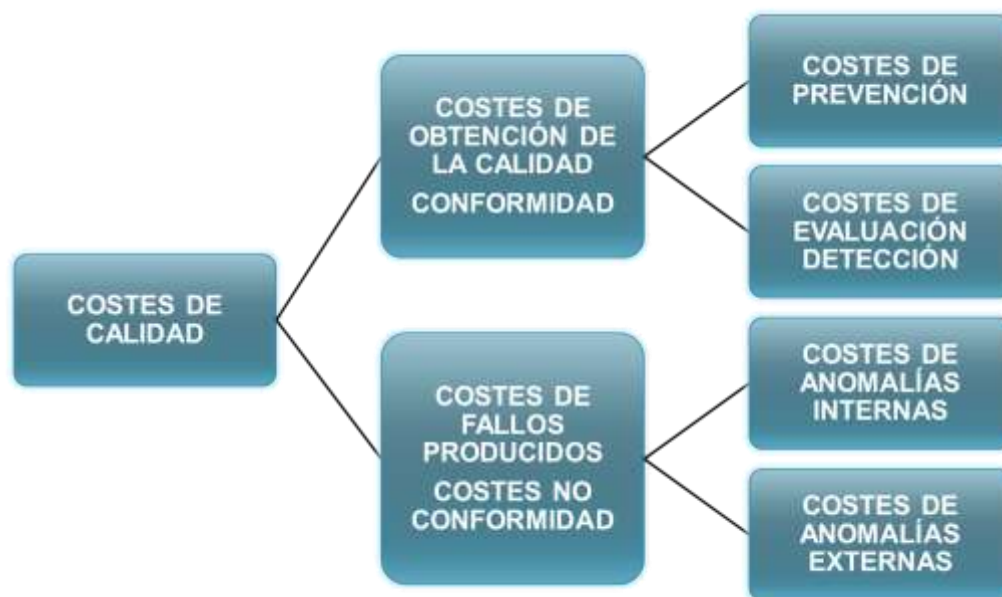 COSTES DE
CALIDAD
COSTES DE
OBTENCIÓN DE
LA CALIDAD
CONFORMIDAD
COSTES DE
FALLOS
PRODUCIDOS
COSTES NO
CONFORMIDAD
COSTES DE
PREVENCIÓN
COSTES DE
EVALUACIÓN
DETECCIÓN
COSTES DE
ANOMALÍAS
INTERNAS
COSTES DE
ANOMALÍAS
EXTERNAS